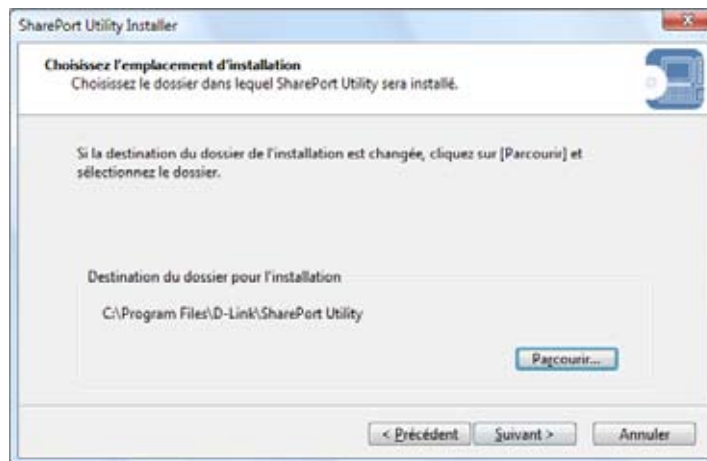 SharePort Utility Installer
Choisissez l'emplacement d'installation
Choisissez le dossier dans lequel SharePort Utility sera installé.
Si la destination du dossier de l'installation est changée, cliquez sur [Parcourir] et
sélectionnez le dossier.
Destination du dossier pour l'installation
C:\Program Files\D-Link\SharePort Utility
Parcourir...
< Précédent
Suivant >
Annuler